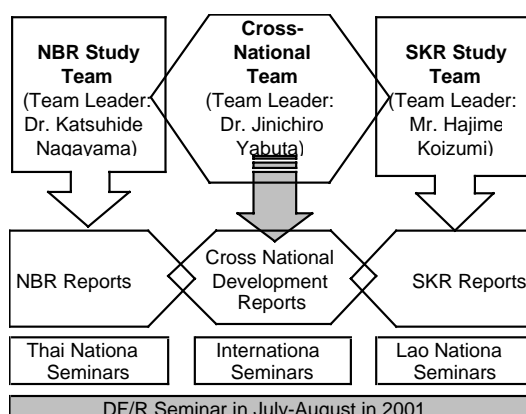 NBR Study
Team
(Team Leader:
Dr. Katsuhide
Nagayama)
Cross-
National
Team
(Team Leader:
Dr. Jinichiro
Yabuta)
SKR Study
Team
(Team Leader:
Mr. Hajime
Koizumi)
NBR Reports
Cross National
Development
Reports
SKR Reports
Thai Nationa
Seminars
Internationa
Seminars
Lao Nationa
Seminars
DF/R Seminar in July-August in 2001